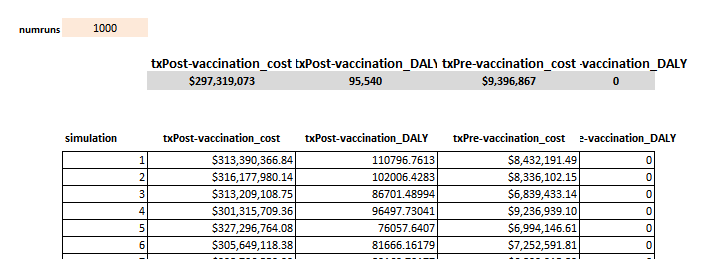 numruns 1000
txPost-vaccination_cost txPost-vaccination_DALY txPre-vaccination_cost -vaccination_DALY
$297,319,073 95,540 $9,396,867 0
simulation txPost-vaccination_cost txPost-vaccination_DALY txPre-vaccination_cost e-vaccination_DALY
1 $313,390,366.84 110796.7613 $8,432,191.49 0
2 $316,177,980.14 102006.4283 $8,336,102.15 0
3 $313,209,108.75 86701.48994 $6,839,433.14 0
4 $301,315,709.36 96497.73041 $9,236,939.10 0
5 $327,296,764.08 76057.6407 $6,994,146.61 0
6 $305,649,118.38 81666.16179 $7,252,591.81 0